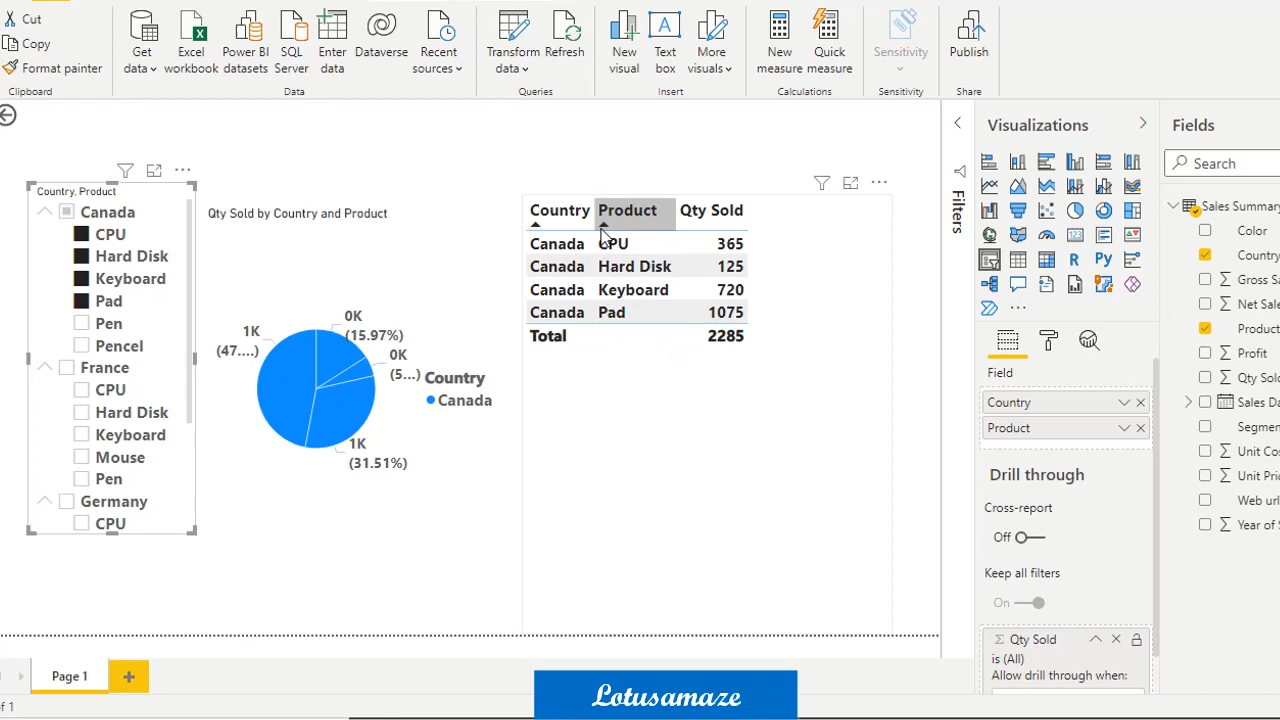 Cut
Copy
Format painter
Clipboard
Get
data
Excel
workbook
Power BI
datasets
SQL
Server
Enter
data
Dataverse
Recent
sources
Data
Transform
data
Refresh
Queries
New
visual
Text
box
More
visuals
Insert
New
measure
Quick
measure
Calculations
Sensitivity
Sensitivity
Publish
Share
Country, Product
Canada
CPU
Hard Disk
Keyboard
Pad
Pen
Pencel
France
CPU
Hard Disk
Keyboard
Mouse
Pen
Germany
CPU
Qty Sold by Country and Product
0K
(15.97%)
0K
(5...)
1K
(31.51%)
1K
(47....)
Country
Canada
Country Product Qty Sold
Canada CPU 365
Canada Hard Disk 125
Canada Keyboard 720
Canada Pad 1075
Total 2285
Filters
Visualizations
Field
Country
Product
Drill through
Cross-report
Off
Keep all filters
On
Qty Sold
is (All)
Allow drill through when:
Fields
Search
Sales Summar
Color
Country
Gross Sa
Net Sale
Product
Profit
Qty Sold
Sales Da
Segmen
Unit Cos
Unit Pric
Web url
Year of S
Page 1
of 1
Lotusamaze